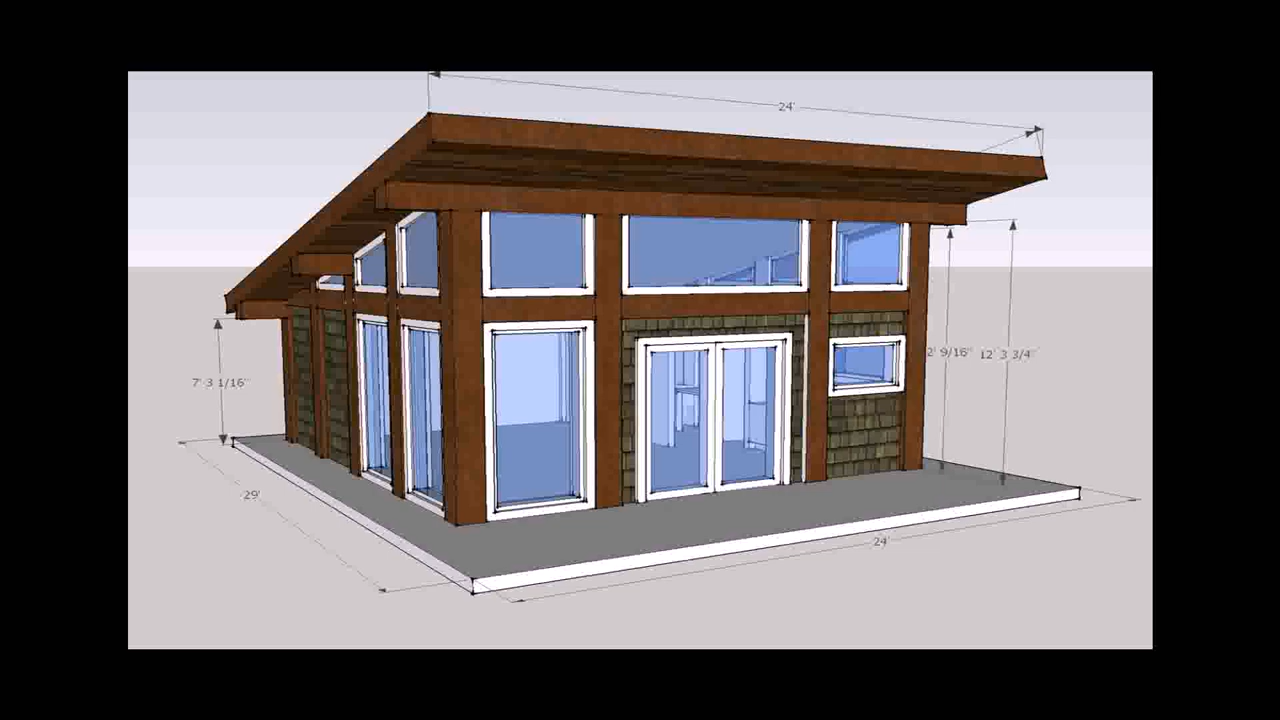 24'
2' 9/16"
12' 3 3/4"
7' 3 1/16"
29'
24'